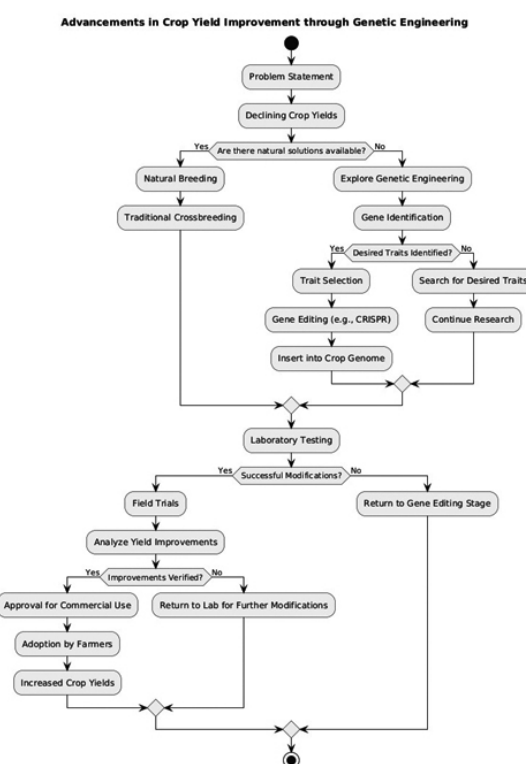 Advancements in Crop Yield Improvement through Genetic Engineering
Problem Statement
Declining Crop Yields
Yes
Are there natural solutions available?
No
Natural Breeding
Explore Genetic Engineering
Traditional Crossbreeding
Gene Identification
Yes
Desired Traits Identified?
No
Trait Selection
Search for Desired Traits
Gene Editing (e.g., CRISPR)
Continue Research
Insert into Crop Genome
Laboratory Testing
Yes
Successful Modifications?
No
Field Trials
Return to Gene Editing Stage
Analyze Yield Improvements
Yes
Improvements Verified?
No
Approval for Commercial Use
Return to Lab for Further Modifications
Adoption by Farmers
Increased Crop Yields